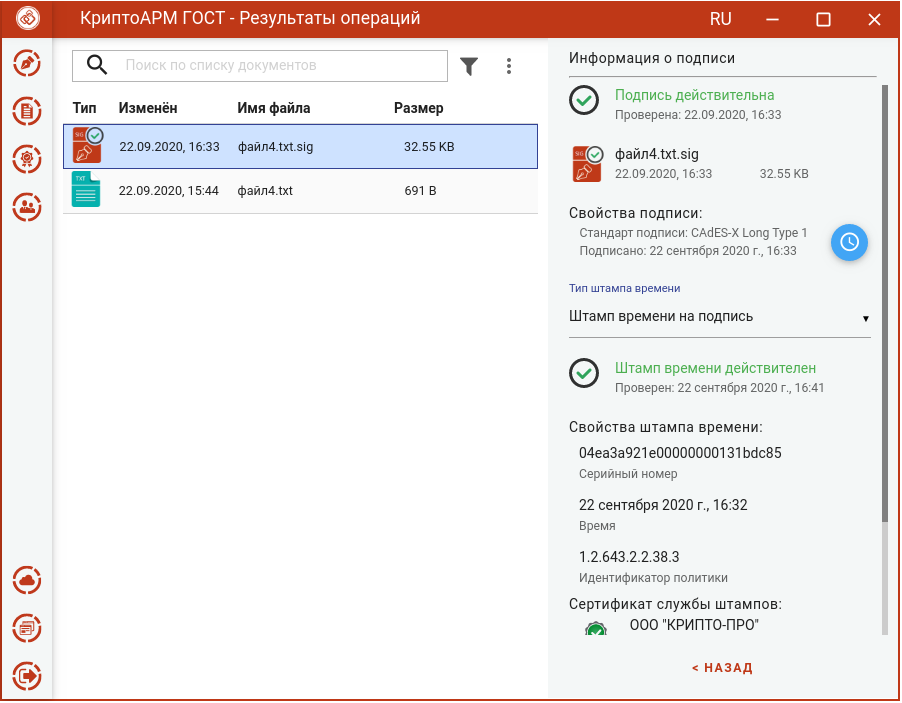 КриптоАРМ ГОСТ - Результаты операций
RU
Поиск по списку документов
Тип Изменён Имя файла Размер
SIG 22.09.2020, 16:33 файл4.txt.sig 32.55 KB
TXT 22.09.2020, 15:44 файл4.txt 691 B
Информация о подписи
Подпись действительна
Проверена: 22.09.2020, 16:33
SIG файл4.txt.sig
22.09.2020, 16:33 32.55 KB
Свойства подписи:
Стандарт подписи: CAdES-X Long Type 1
Подписано: 22 сентября 2020 г., 16:33
Тип штампа времени
Штамп времени на подпись
Штамп времени действителен
Проверен: 22 сентября 2020 г., 16:41
Свойства штампа времени:
04ea3a921e00000000131bdc85
Серийный номер
22 сентября 2020 г., 16:32
Время
1.2.643.2.2.38.3
Идентификатор политики
Сертификат службы штампов:
ООО "КРИПТО-ПРО"
< НАЗАД